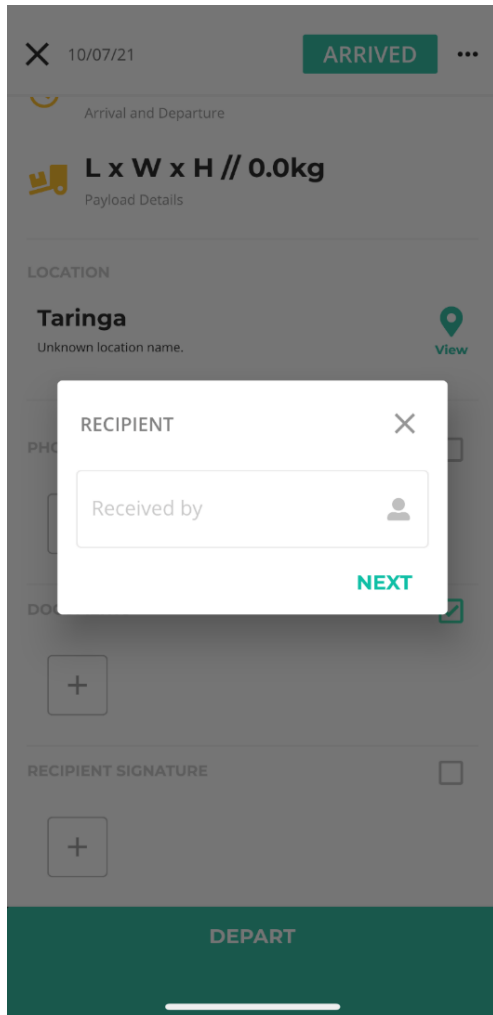 10/07/21
ARRIVED
Arrival and Departure
L x W x H // 0.0kg
Payload Details
LOCATION
Taringa
Unknown location name.
View
RECIPIENT
Received by
NEXT
RECIPIENT SIGNATURE
DEPART